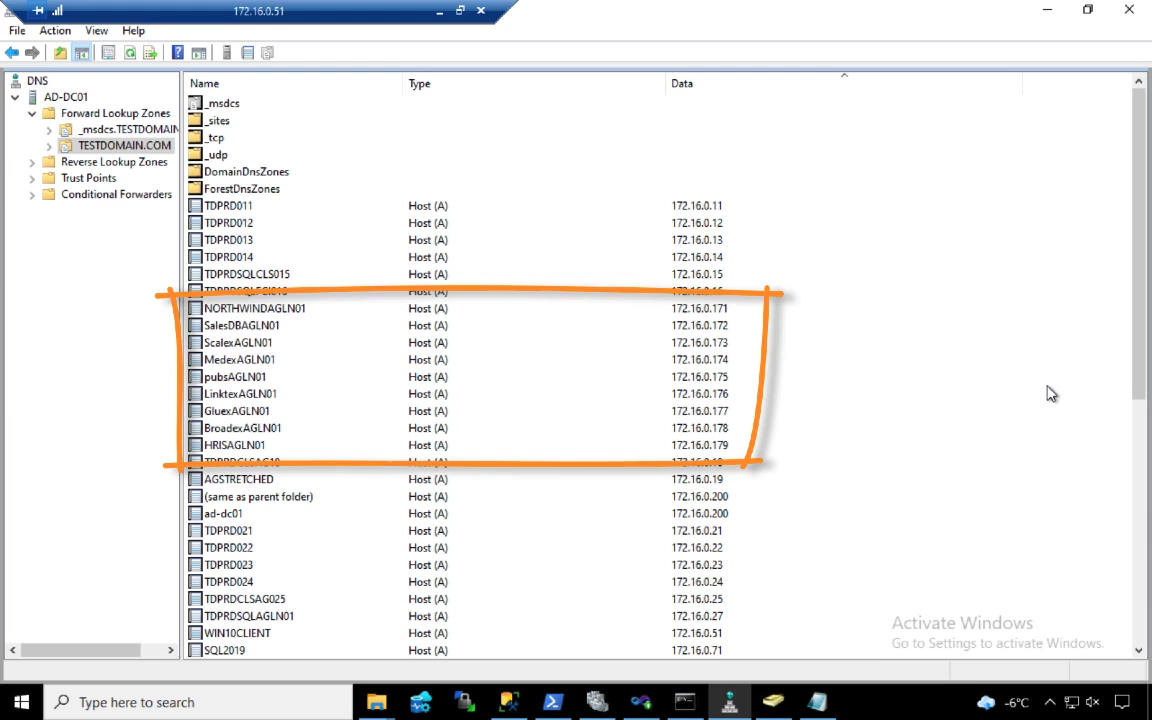 172.16.0.51
File Action View Help
DNS
AD-DC01
Forward Lookup Zones
_msdcs.TESTDOMAIN
TESTDOMAIN.COM
Reverse Lookup Zones
Trust Points
Conditional Forwarders
Name Type Data
_msdcs
_sites
_tcp
_udp
DomainDnsZones
ForestDnsZones
TDPRD011 Host (A) 172.16.0.11
TDPRD012 Host (A) 172.16.0.12
TDPRD013 Host (A) 172.16.0.13
TDPRD014 Host (A) 172.16.0.14
TDPRDSQLCLS015 Host (A) 172.16.0.15
Host (A) 172.16.0.16
NORTHWINDAGLN01 Host (A) 172.16.0.171
SalesDBAGLN01 Host (A) 172.16.0.172
ScalexAGLN01 Host (A) 172.16.0.173
MedexAGLN01 Host (A) 172.16.0.174
pubsAGLN01 Host (A) 172.16.0.175
LinktexAGLN01 Host (A) 172.16.0.176
GluexAGLN01 Host (A) 172.16.0.177
BroadexAGLN01 Host (A) 172.16.0.178
HRISAGLN01 Host (A) 172.16.0.179
Host (A) 172.16.0.18
AGSTRETCHED Host (A) 172.16.0.19
(same as parent folder) Host (A) 172.16.0.200
ad-dc01 Host (A) 172.16.0.200
TDPRD021 Host (A) 172.16.0.21
TDPRD022 Host (A) 172.16.0.22
TDPRD023 Host (A) 172.16.0.23
TDPRD024 Host (A) 172.16.0.24
TDPRDCLSAG025 Host (A) 172.16.0.25
TDPRDSQLAGLN01 Host (A) 172.16.0.27
WIN10CLIENT Host (A) 172.16.0.51
SQL2019 Host (A) 172.16.0.71
Activate Windows
Go to Settings to activate Windows.
Type here to search
-6°C